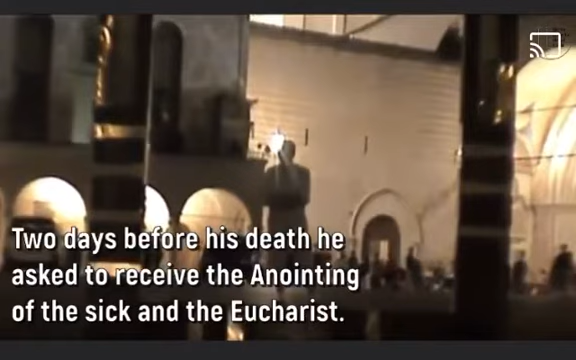 Two days before his death he
asked to receive the Anointing
of the sick and the Eucharist.